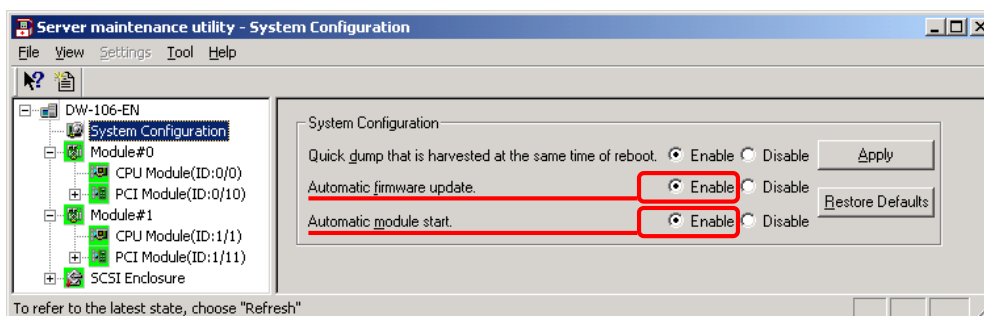 Server maintenance utility - System Configuration
File View Settings Tool Help
DW-106-EN
System Configuration
Module#0
CPU Module(ID:0/0)
PCI Module(ID:0/10)
Module#1
CPU Module(ID:1/1)
PCI Module(ID:1/11)
SCSI Enclosure
System Configuration
Quick dump that is harvested at the same time of reboot. Enable Disable Apply
Automatic firmware update. Enable Disable
Restore Defaults
Automatic module start. Enable Disable
To refer to the latest state, choose "Refresh"